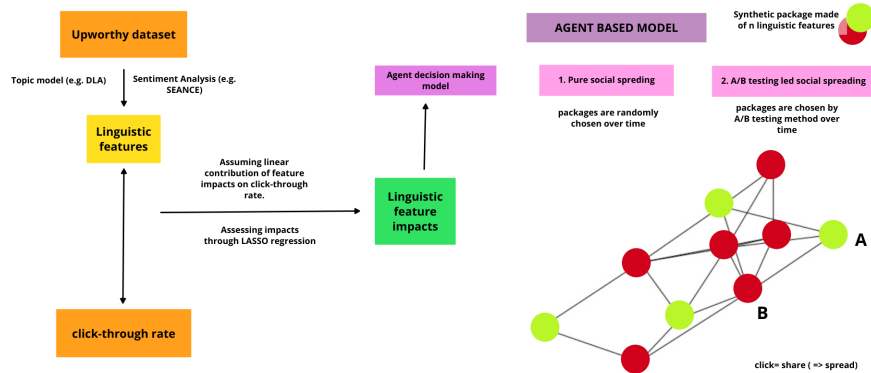 Upworthy dataset
Topic model (e.g. DLA)
Sentiment Analysis (e.g.
SEANCE)
Linguistic
features
click-through rate
Assuming linear
contribution of feature
impacts on click-through
rate.
Assessing impacts
through LASSO regression
Agent decision making
model
Linguistic
feature
impacts
AGENT BASED MODEL
Synthetic package made
of n linguistic features
1. Pure social spreding
packages are randomly
chosen over time
2. A/B testing led social spreading
packages are chosen by
A/B testing method over
time
A
B
click= share ( => spread)